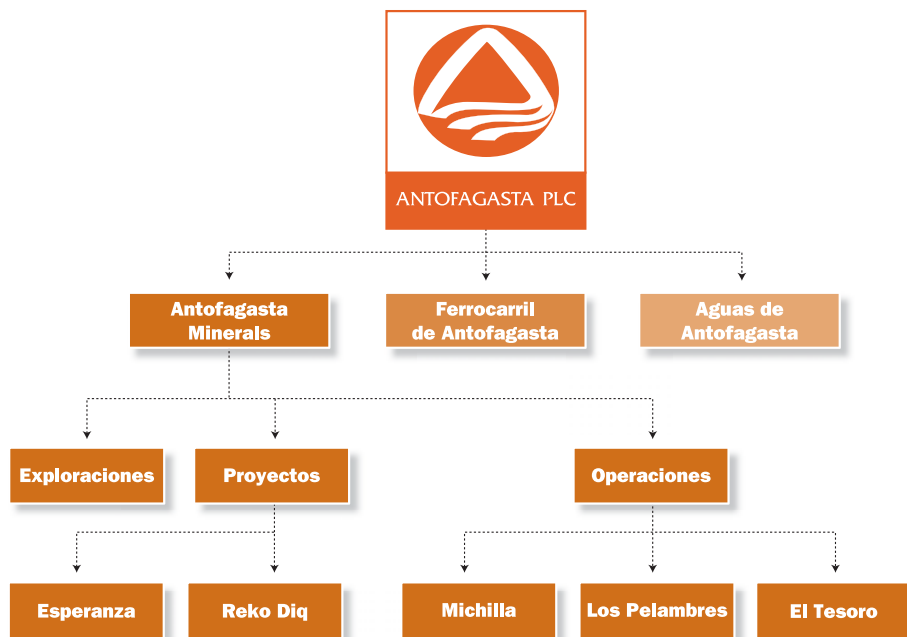 ANTOFAGASTA PLC
Antofagasta
Minerals
Ferrocarril
de Antofagasta
Aguas de
Antofagasta
Exploraciones
Proyectos
Operaciones
Esperanza
Reko Diq
Michilla
Los Pelambres
El Tesoro